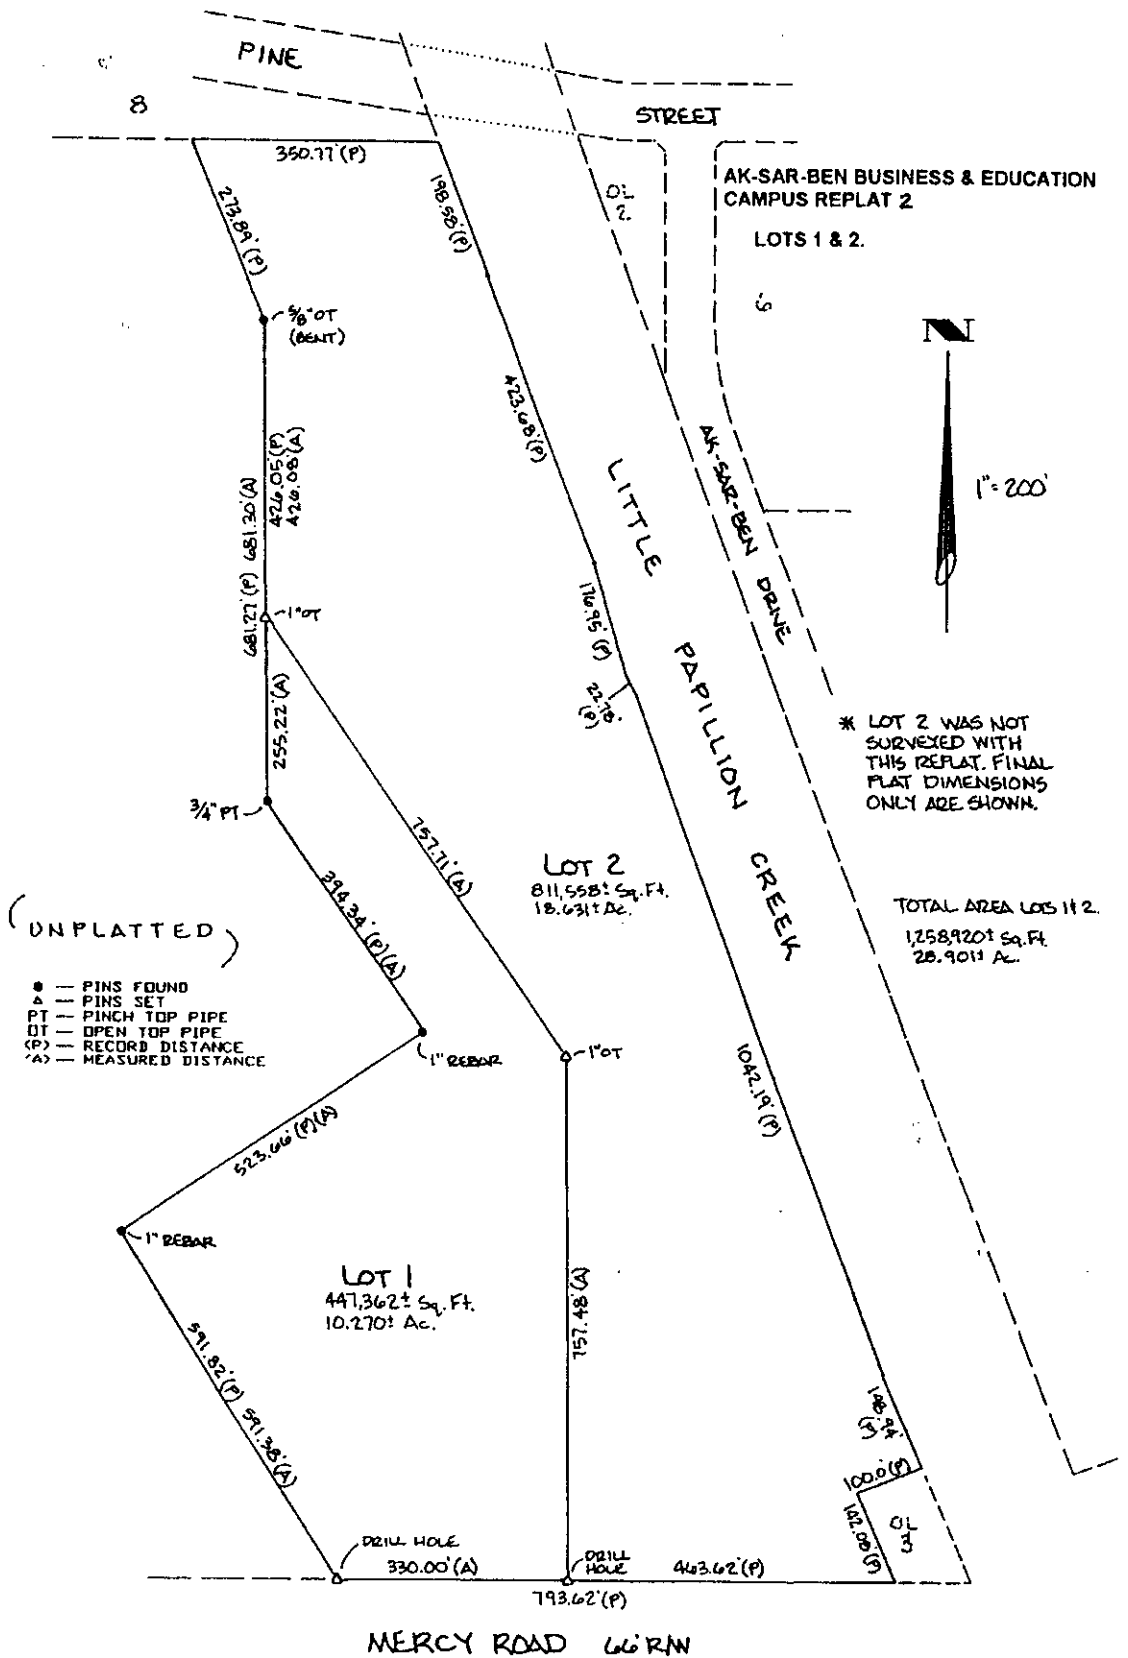 PINE
8
STREET
350.77'(P)
AK-SAR-BEN BUSINESS & EDUCATION
CAMPUS REPLAT 2
LOTS 1 & 2.
OL
2
198.58'(P)
273.89'(P)
5/8" OT
(BENT)
6
N
1"=200'
423.68'(P)
426.05'(P)
426.08'(A)
681.27'(P) 681.30'(A)
LITTLE PAPILLION CREEK
AK-SAR-BEN DRIVE
1" OT
176.95'(P)
22.78'
(P)
255.22'(A)
* LOT 2 WAS NOT
SURVEYED WITH
THIS REPLAT. FINAL
PLAT DIMENSIONS
ONLY ARE SHOWN.
3/4" PT
757.71'(A)
394.34'(P)(A)
LOT 2
811,558± Sq.Ft.
18.631± Ac.
TOTAL AREA LOTS 1 & 2.
1,258,920± Sq.Ft.
28.901± Ac.
(UNPLATTED)
● — PINS FOUND
△ — PINS SET
PT — PINCH TOP PIPE
OT — OPEN TOP PIPE
(P) — RECORD DISTANCE
(A) — MEASURED DISTANCE
1" REBAR
1" OT
1042.19'(P)
523.66'(P)(A)
1" REBAR
LOT 1
447,362± Sq.Ft.
10.270± Ac.
757.48'(A)
591.82'(P) 591.38'(A)
148.94'
(P)
100.0'(P)
142.08'(P)
OL
3
DRILL HOLE
330.00'(A)
DRILL
HOLE
463.62'(P)
793.62'(P)
MERCY ROAD 66' R/W